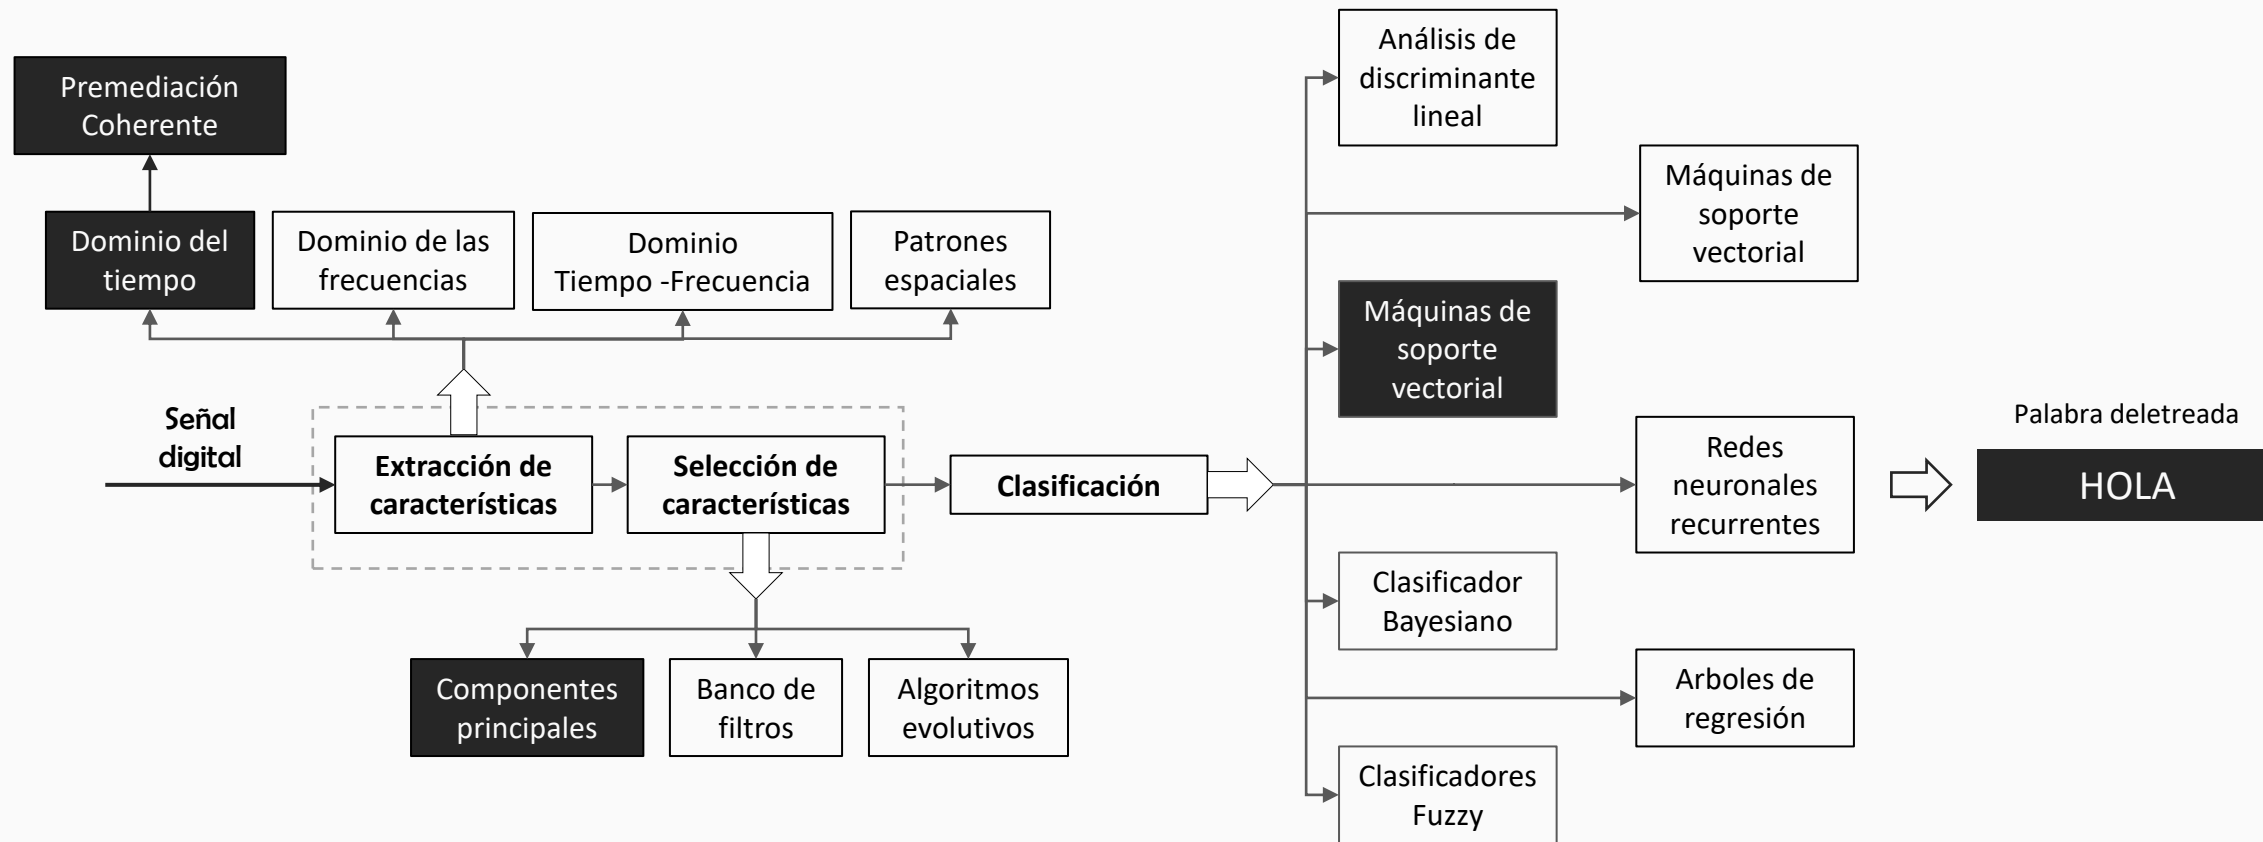 Análisis de
discriminante
lineal
Premediación
Coherente
Máquinas de
soporte
vectorial
Dominio del
tiempo
Dominio de las
frecuencias
Dominio
Tiempo -Frecuencia
Patrones
espaciales
Máquinas de
soporte
vectorial
Señal
digital
Extracción de
características
Selección de
características
Clasificación
Redes
neuronales
recurrentes
Palabra deletreada
HOLA
Clasificador
Bayesiano
Componentes
principales
Banco de
filtros
Algoritmos
evolutivos
Arboles de
regresión
Clasificadores
Fuzzy